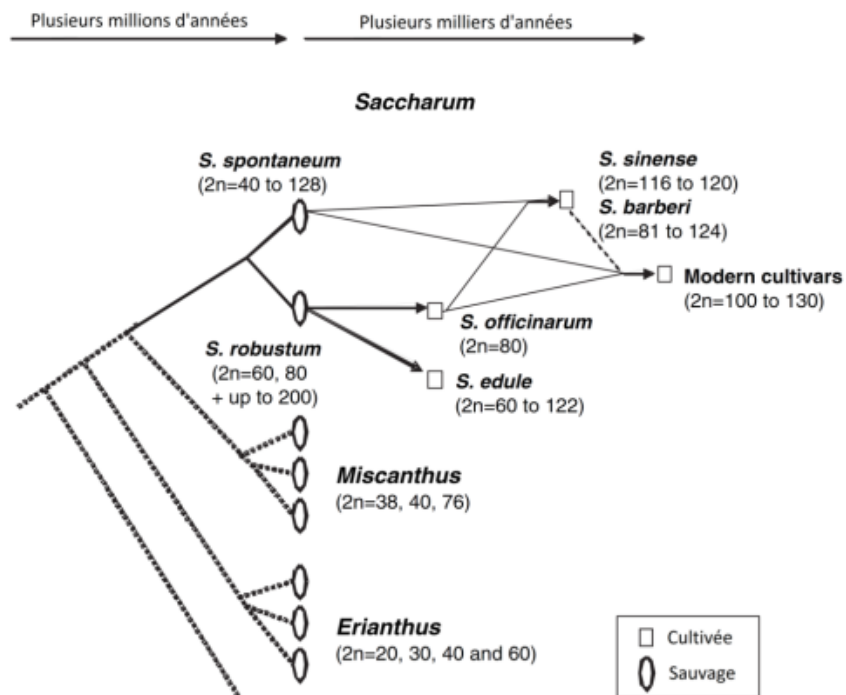 Plusieurs millions d'années
Plusieurs milliers d'années
Saccharum
S. spontaneum
(2n=40 to 128)
S. sinense
(2n=116 to 120)
S. barberi
(2n=81 to 124)
Modern cultivars
(2n=100 to 130)
S. officinarum
(2n=80)
S. robustum
(2n=60, 80
+ up to 200)
S. edule
(2n=60 to 122)
Miscanthus
(2n=38, 40, 76)
Erianthus
(2n=20, 30, 40 and 60)
Cultivée
Sauvage